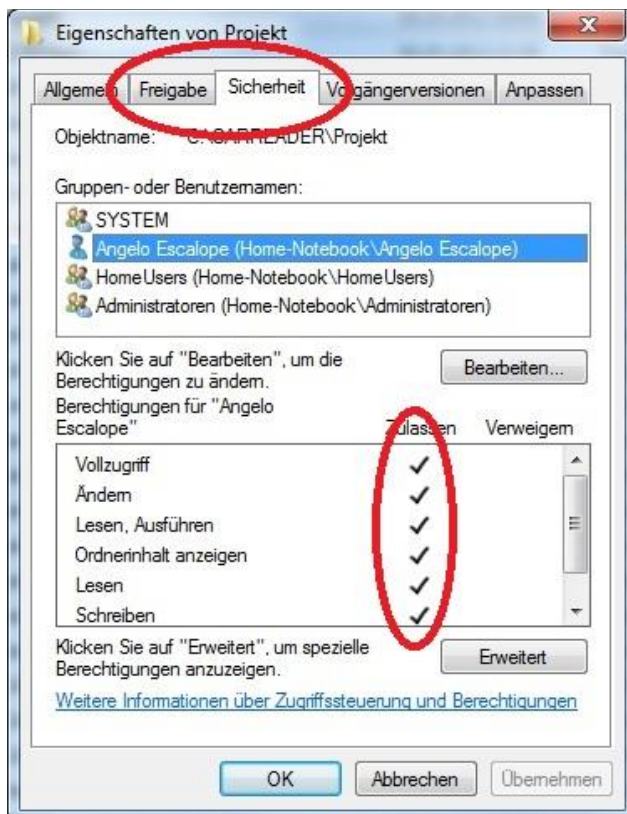 Eigenschaften von Projekt
Allgemein Freigabe Sicherheit Vorgängerversionen Anpassen
Objektname: C:\CARREADER\Projekt
Gruppen- oder Benutzernamen:
SYSTEM
Angelo Escalope (Home-Notebook\Angelo Escalope)
HomeUsers (Home-Notebook\HomeUsers)
Administratoren (Home-Notebook\Administratoren)
Klicken Sie auf "Bearbeiten", um die
Berechtigungen zu ändern.
Bearbeiten...
Berechtigungen für "Angelo
Escalope"
Zulassen Verweigern
Vollzugriff
Ändern
Lesen, Ausführen
Ordnerinhalt anzeigen
Lesen
Schreiben
Klicken Sie auf "Erweitert", um spezielle
Berechtigungen anzuzeigen.
Erweitert
Weitere Informationen über Zugriffssteuerung und Berechtigungen
OK Abbrechen Übernehmen